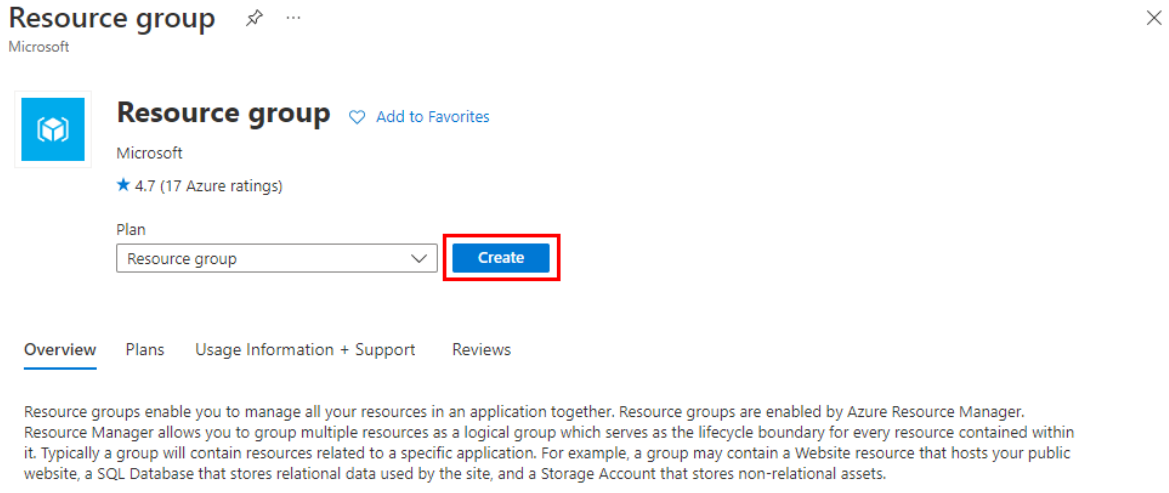 Resource group
Microsoft
Resource group
Add to Favorites
Microsoft
4.7 (17 Azure ratings)
Plan
Resource group
Create
Overview Plans Usage Information + Support Reviews
Resource groups enable you to manage all your resources in an application together. Resource groups are enabled by Azure Resource Manager.
Resource Manager allows you to group multiple resources as a logical group which serves as the lifecycle boundary for every resource contained within
it. Typically a group will contain resources related to a specific application. For example, a group may contain a Website resource that hosts your public
website, a SQL Database that stores relational data used by the site, and a Storage Account that stores non-relational assets.